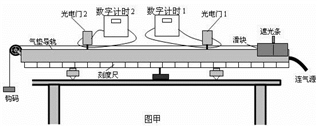 光电门2
数字计时2
数字计时1
光电门1
遮光条
气垫导轨
滑块
刻度尺
连气源
钩码
图甲